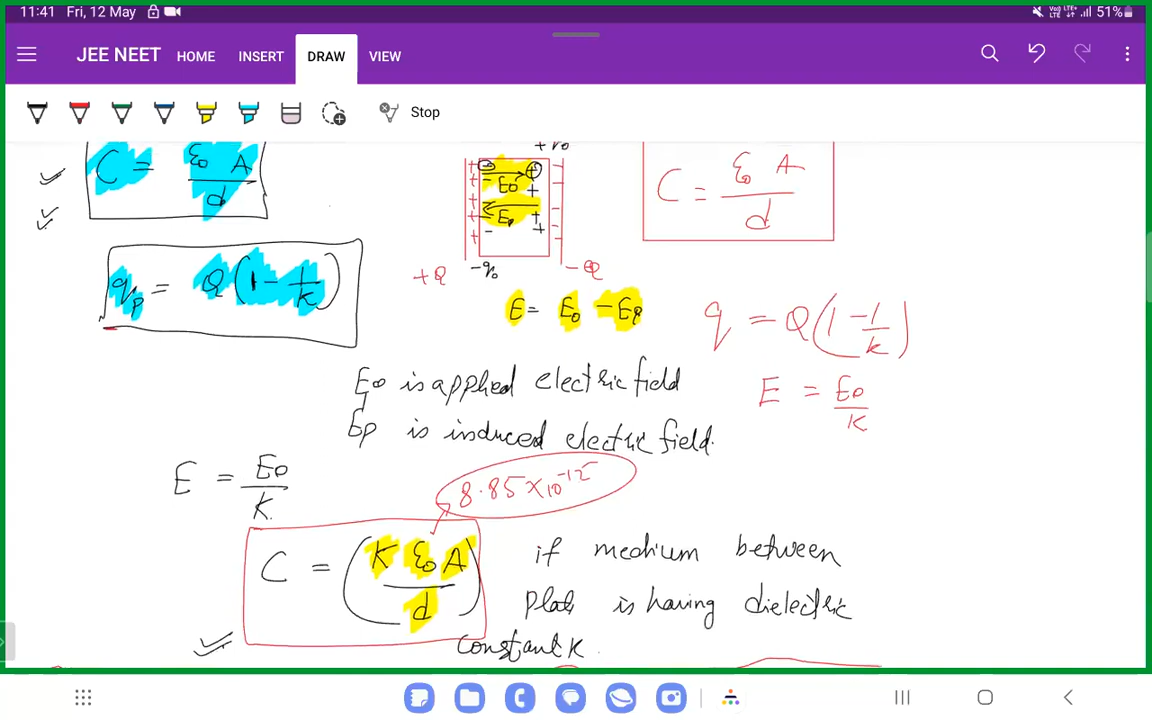 11:41 Fri, 12 May 51%
JEE NEET HOME INSERT DRAW VIEW
Stop
C = ε0 A / d
qp = Q(1 - 1/k)
+ - E0 +
- Ep +
+Q -q0 -Q
E = E0 - Ep
C = ε0 A / d
q = Q(1 - 1/k)
E = E0 / K
E0 is applied electric field
Ep is induced electric field.
E = E0 / K.
8.85×10^-12
C = (K ε0 A / d) if medium between
is having dielectric
constant K.